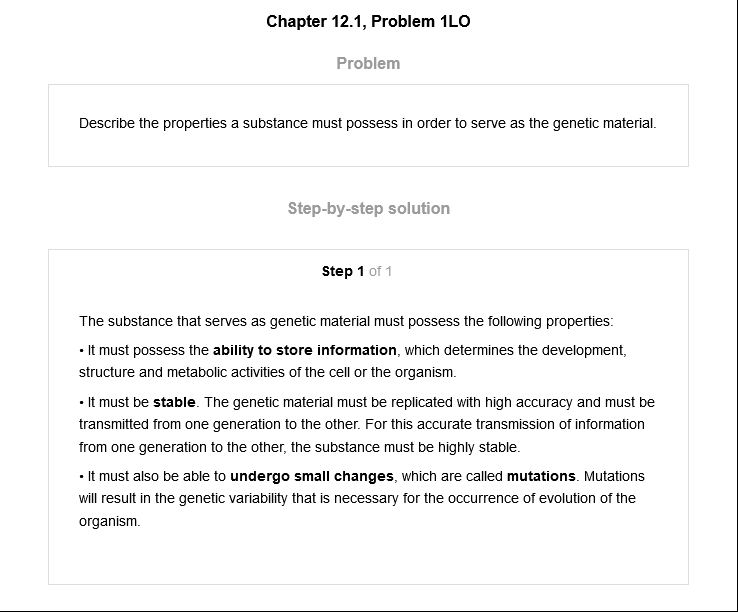 Chapter 12.1, Problem 1LO
Problem
Describe the properties a substance must possess in order to serve as the genetic material.
Step-by-step solution
Step 1 of 1
The substance that serves as genetic material must possess the following properties:
• It must possess the ability to store information, which determines the development,
structure and metabolic activities of the cell or the organism.
• It must be stable. The genetic material must be replicated with high accuracy and must be
transmitted from one generation to the other. For this accurate transmission of information
from one generation to the other, the substance must be highly stable.
• It must also be able to undergo small changes, which are called mutations. Mutations
will result in the genetic variability that is necessary for the occurrence of evolution of the
organism.